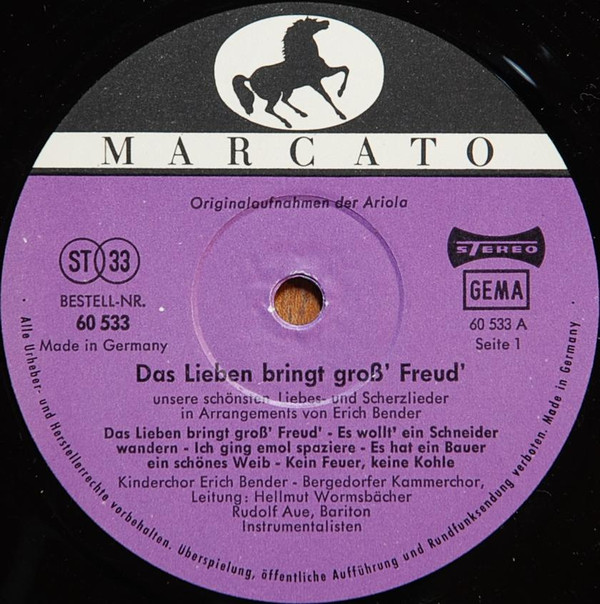 MARCATO
Originalaufnahmen der Ariola
ST 33
STEREO
BESTELL-NR.
60 533
Made in Germany
GEMA
60 533 A
Seite 1
Das Lieben bringt groß' Freud'
unsere schönsten Liebes- und Scherzlieder
in Arrangements von Erich Bender
Das Lieben bringt groß' Freud' - Es wollt' ein Schneider
wandern - Ich ging emol spaziere - Es hat ein Bauer
ein schönes Weib - Kein Feuer, keine Kohle
Kinderchor Erich Bender - Bergedorfer Kammerchor,
Leitung: Hellmut Wormsbächer
Rudolf Aue, Bariton
Instrumentalisten
· Alle Urheber- und Herstellerrechte vorbehalten. Überspielung, öffentliche Aufführung und Rundfunksendung verboten. Made in Germany ·